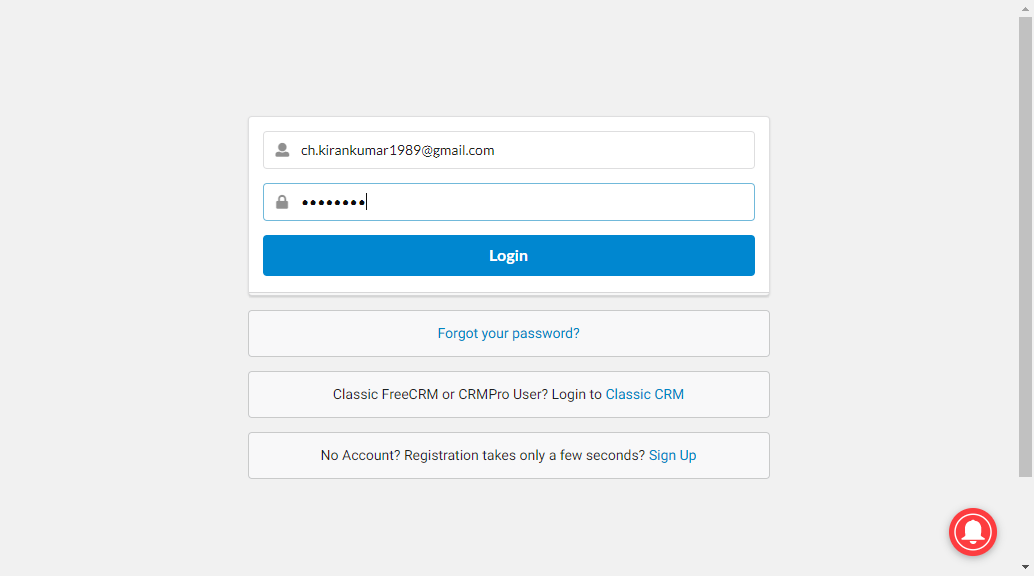 ch.kirankumar1989@gmail.com
••••••••
Login
Forgot your password?
Classic FreeCRM or CRMPro User? Login to Classic CRM
No Account? Registration takes only a few seconds? Sign Up